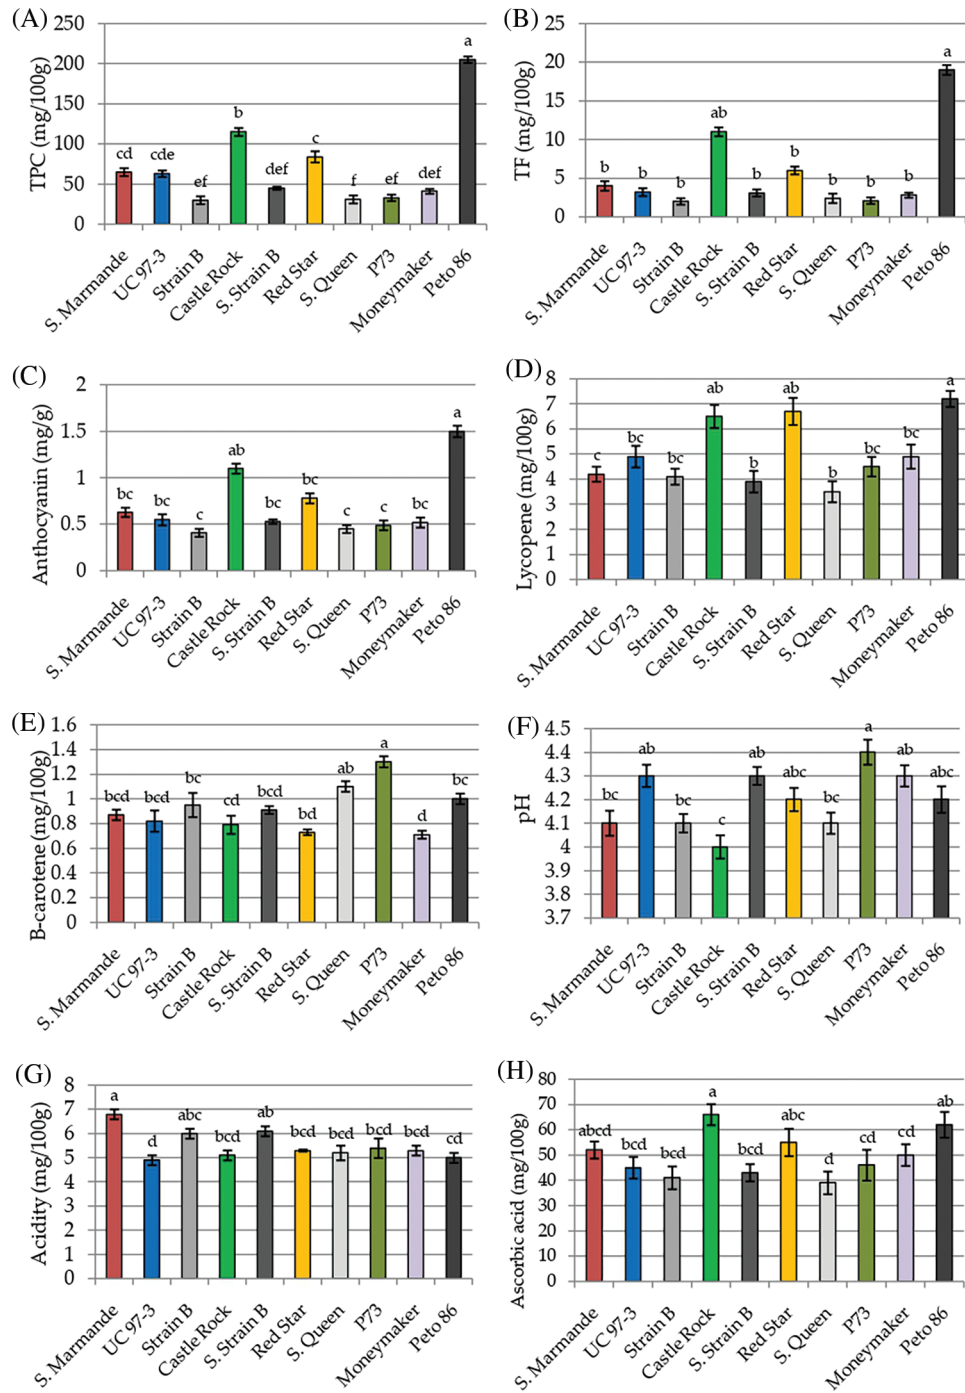 (A)
TPC (mg/100g)
250
200
150
100
50
0
cd
cde
ef
b
def
c
f
ef
def
a
S. Marmande
UC 97-3
Strain B
Castle Rock
S. Strain B
Red Star
S. Queen
P73
Moneymaker
Peto 86
(B)
TF (mg/100g)
25
20
15
10
5
0
b
b
b
ab
b
b
b
b
b
a
S. Marmande
UC 97-3
Strain B
Castle Rock
S. Strain B
Red Star
S. Queen
P73
Moneymaker
Peto 86
(C)
Anthocyanin (mg/g)
2
1.5
1
0.5
0
bc
bc
c
ab
bc
bc
c
c
bc
a
S. Marmande
UC 97-3
Strain B
Castle Rock
S. Strain B
Red Star
S. Queen
P73
Moneymaker
Peto 86
(D)
Lycopene (mg/100g)
8
7
6
5
4
3
2
1
0
c
bc
bc
ab
b
ab
b
bc
bc
a
S. Marmande
UC 97-3
Strain B
Castle Rock
S. Strain B
Red Star
S. Queen
P73
Moneymaker
Peto 86
(E)
B-carotene (mg/100g)
1.6
1.4
1.2
1
0.8
0.6
0.4
0.2
0
bcd
bcd
bc
cd
bcd
bd
ab
a
d
bc
S. Marmande
UC 97-3
Strain B
Castle Rock
S. Strain B
Red Star
S. Queen
P73
Moneymaker
Peto 86
(F)
pH
4.5
4.4
4.3
4.2
4.1
4
3.9
3.8
3.7
bc
ab
bc
c
ab
abc
bc
a
ab
abc
S. Marmande
UC 97-3
Strain B
Castle Rock
S. Strain B
Red Star
S. Queen
P73
Moneymaker
Peto 86
(G)
Acidity (mg/100g)
8
7
6
5
4
3
2
1
0
a
d
abc
bcd
ab
bcd
bcd
bcd
bcd
cd
S. Marmande
UC 97-3
Strain B
Castle Rock
S. Strain B
Red Star
S. Queen
P73
Moneymaker
Peto 86
(H)
Ascorbic acid (mg/100g)
80
70
60
50
40
30
20
10
0
abcd
bcd
bcd
a
bcd
abc
d
cd
cd
ab
S. Marmande
UC 97-3
Strain B
Castle Rock
S. Strain B
Red Star
S. Queen
P73
Moneymaker
Peto 86